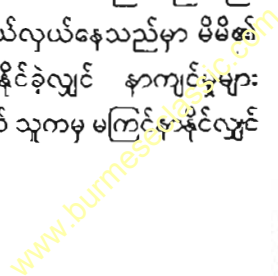 ယ်လှယ်နေသည်မှာ မိမိ၏
နိုင်ခဲ့လျှင် နာကျင်မှုများ
သူကမှ မကြင်နာနိုင်လျှင်
www.burmeseclassic.com